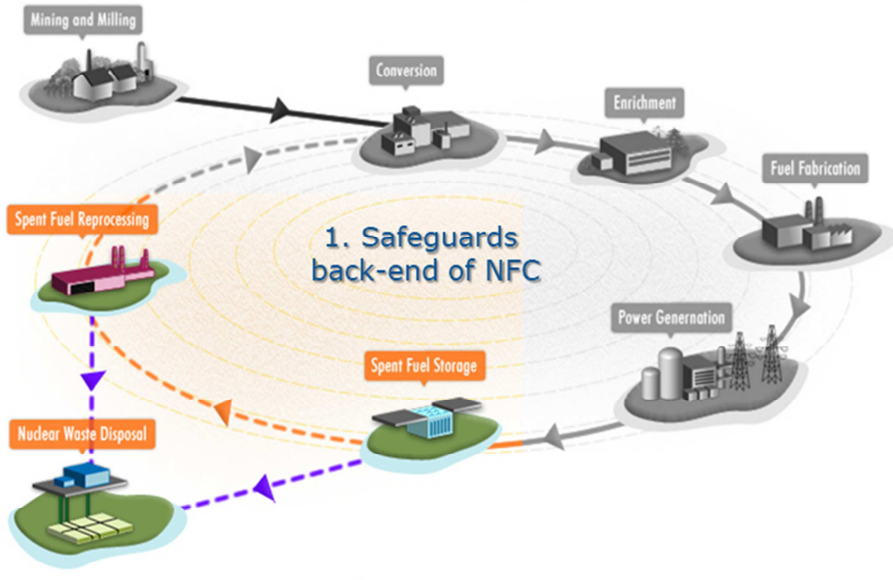 Mining and Milling
Conversion
Enrichment
Fuel Fabrication
Spent Fuel Reprocessing
1. Safeguards
back-end of NFC
Power Genernation
Spent Fuel Storage
Nuclear Waste Disposal